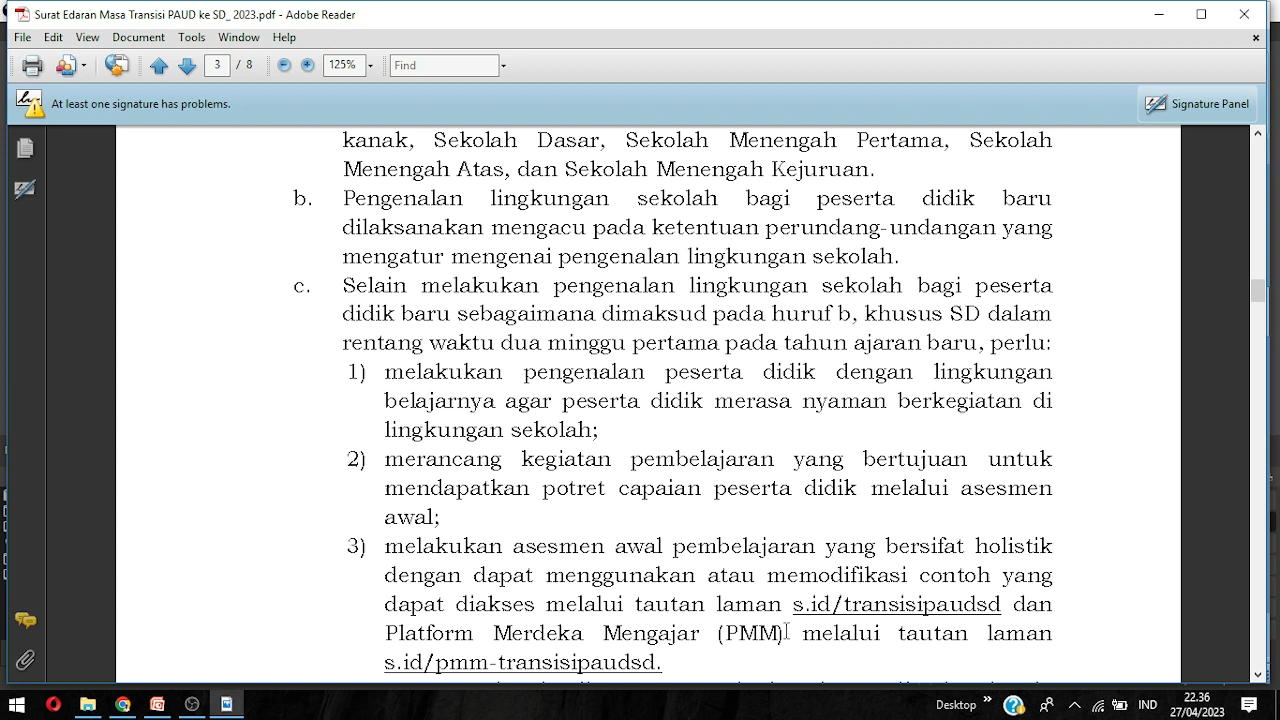 Surat Edaran Masa Transisi PAUD ke SD_ 2023.pdf - Adobe Reader
File Edit View Document Tools Window Help
3 / 8 125% Find
At least one signature has problems.
Signature Panel
kanak, Sekolah Dasar, Sekolah Menengah Pertama, Sekolah
Menengah Atas, dan Sekolah Menengah Kejuruan.
b. Pengenalan lingkungan sekolah bagi peserta didik baru
dilaksanakan mengacu pada ketentuan perundang-undangan yang
mengatur mengenai pengenalan lingkungan sekolah.
c. Selain melakukan pengenalan lingkungan sekolah bagi peserta
didik baru sebagaimana dimaksud pada huruf b, khusus SD dalam
rentang waktu dua minggu pertama pada tahun ajaran baru, perlu:
1) melakukan pengenalan peserta didik dengan lingkungan
belajarnya agar peserta didik merasa nyaman berkegiatan di
lingkungan sekolah;
2) merancang kegiatan pembelajaran yang bertujuan untuk
mendapatkan potret capaian peserta didik melalui asesmen
awal;
3) melakukan asesmen awal pembelajaran yang bersifat holistik
dengan dapat menggunakan atau memodifikasi contoh yang
dapat diakses melalui tautan laman s.id/transisipaudsd dan
Platform Merdeka Mengajar (PMM) melalui tautan laman
s.id/pmm-transisipaudsd.
Desktop IND 22.36
27/04/2023